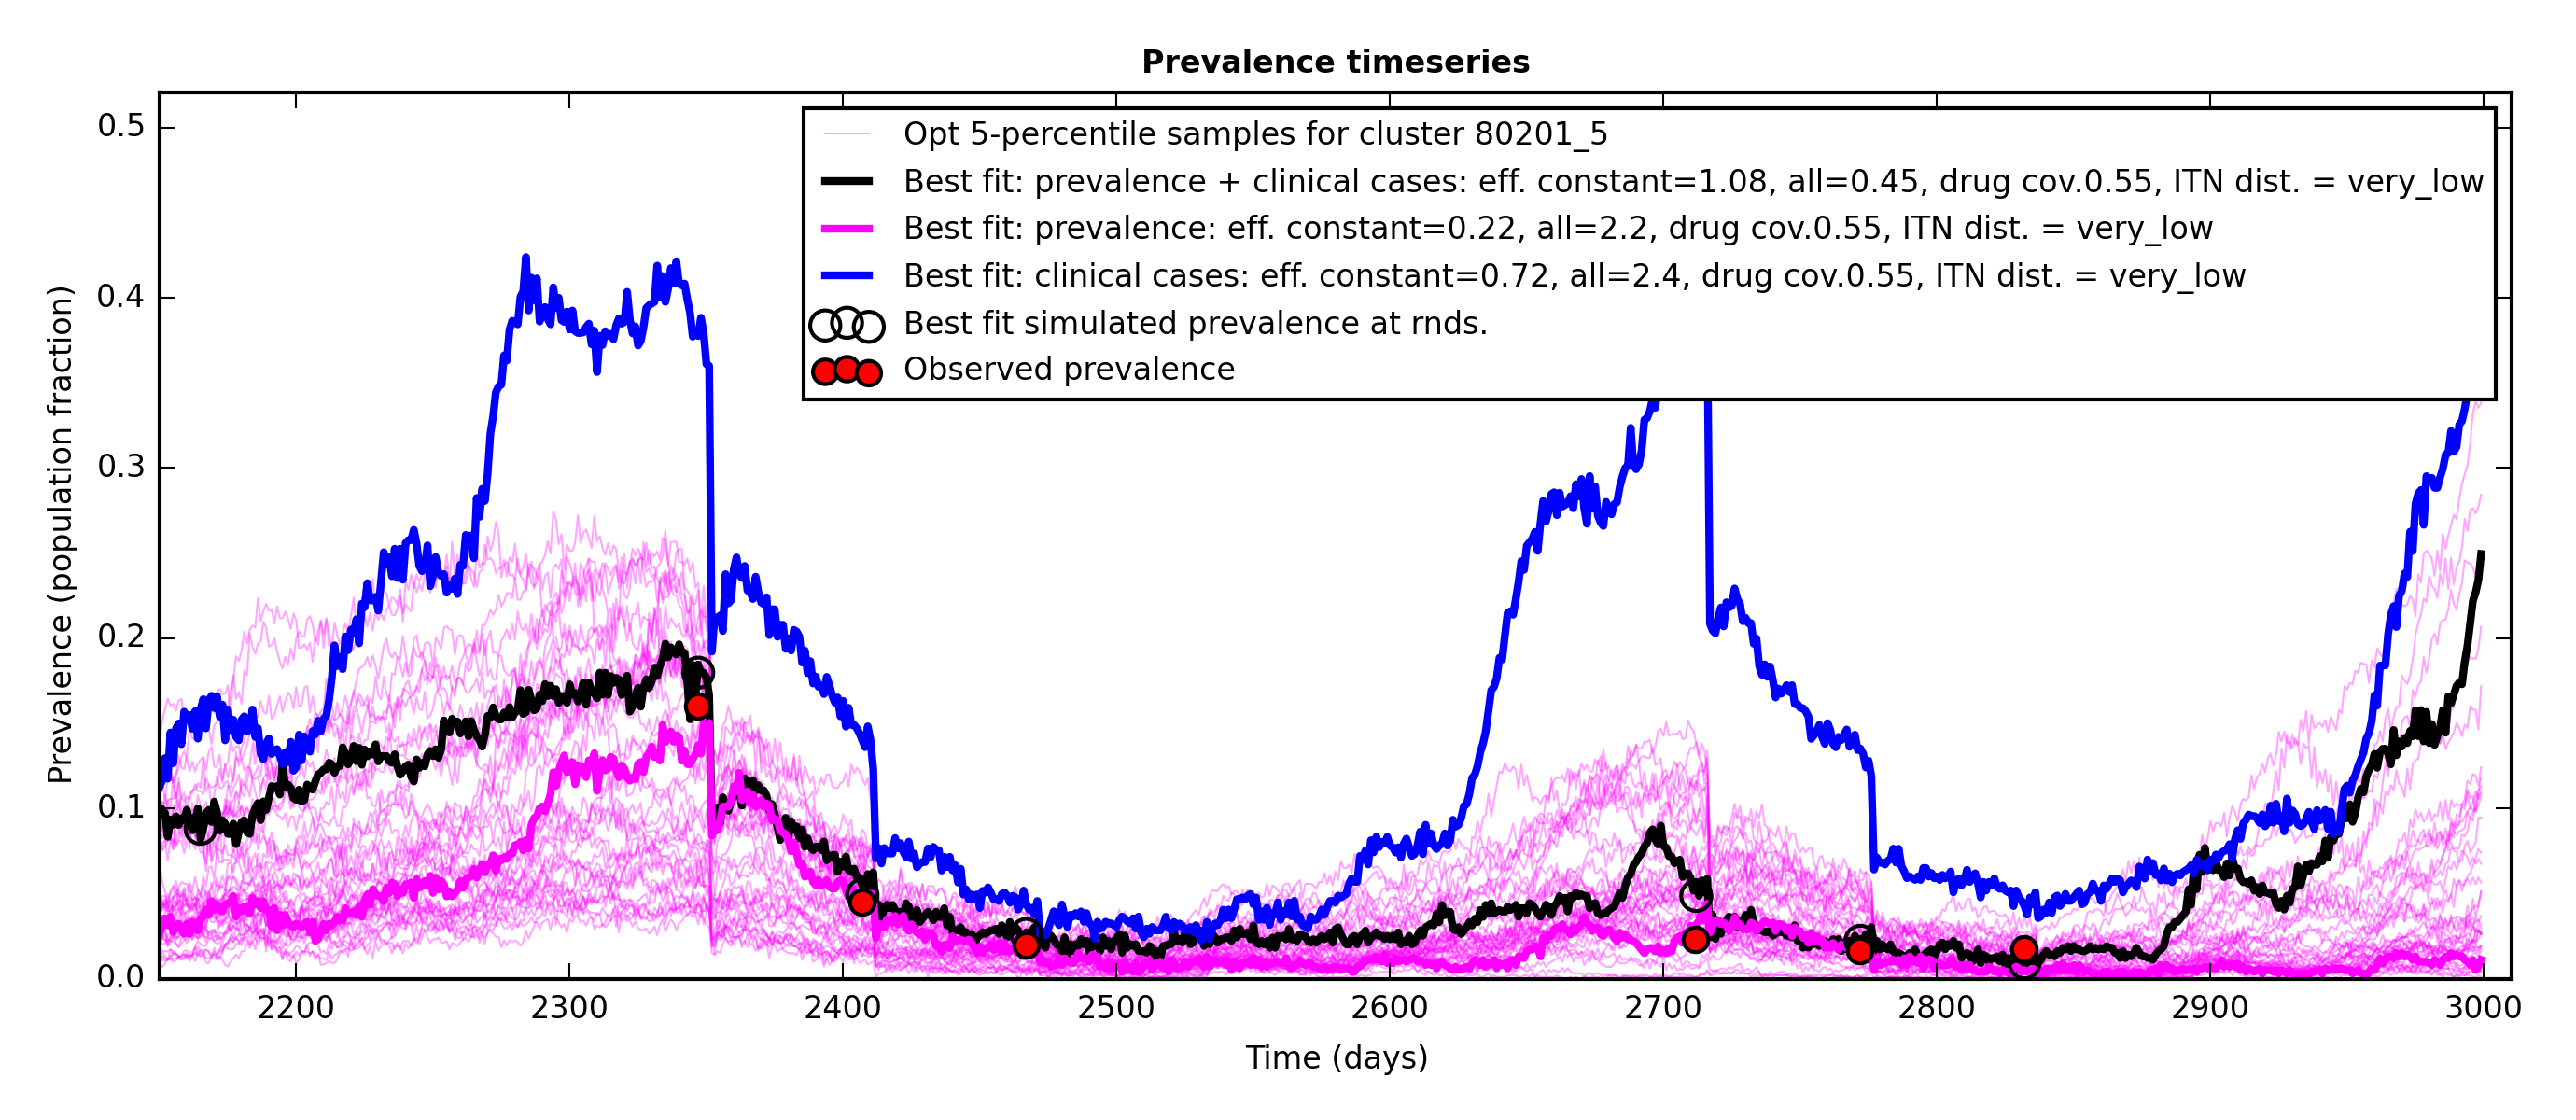 Prevalence timeseries
Opt 5-percentile samples for cluster 80201_5
Best fit: prevalence + clinical cases: eff. constant=1.08, all=0.45, drug cov.0.55, ITN dist. = very_low
Best fit: prevalence: eff. constant=0.22, all=2.2, drug cov.0.55, ITN dist. = very_low
Best fit: clinical cases: eff. constant=0.72, all=2.4, drug cov.0.55, ITN dist. = very_low
Best fit simulated prevalence at rnds.
Observed prevalence
Prevalence (population fraction)
0.5
0.4
0.3
0.2
0.1
0.0
2200 2300 2400 2500 2600 2700 2800 2900 3000
Time (days)